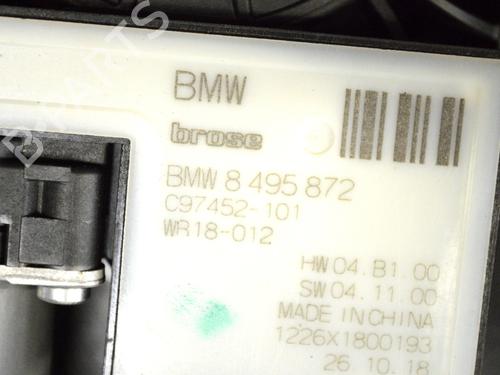 BMW
brose
BMW 8 495 872
C97452-101
WR18-012
HW 04.B1.00
SW 04.11.00
MADE IN CHINA
1226X1800193
26.10.18